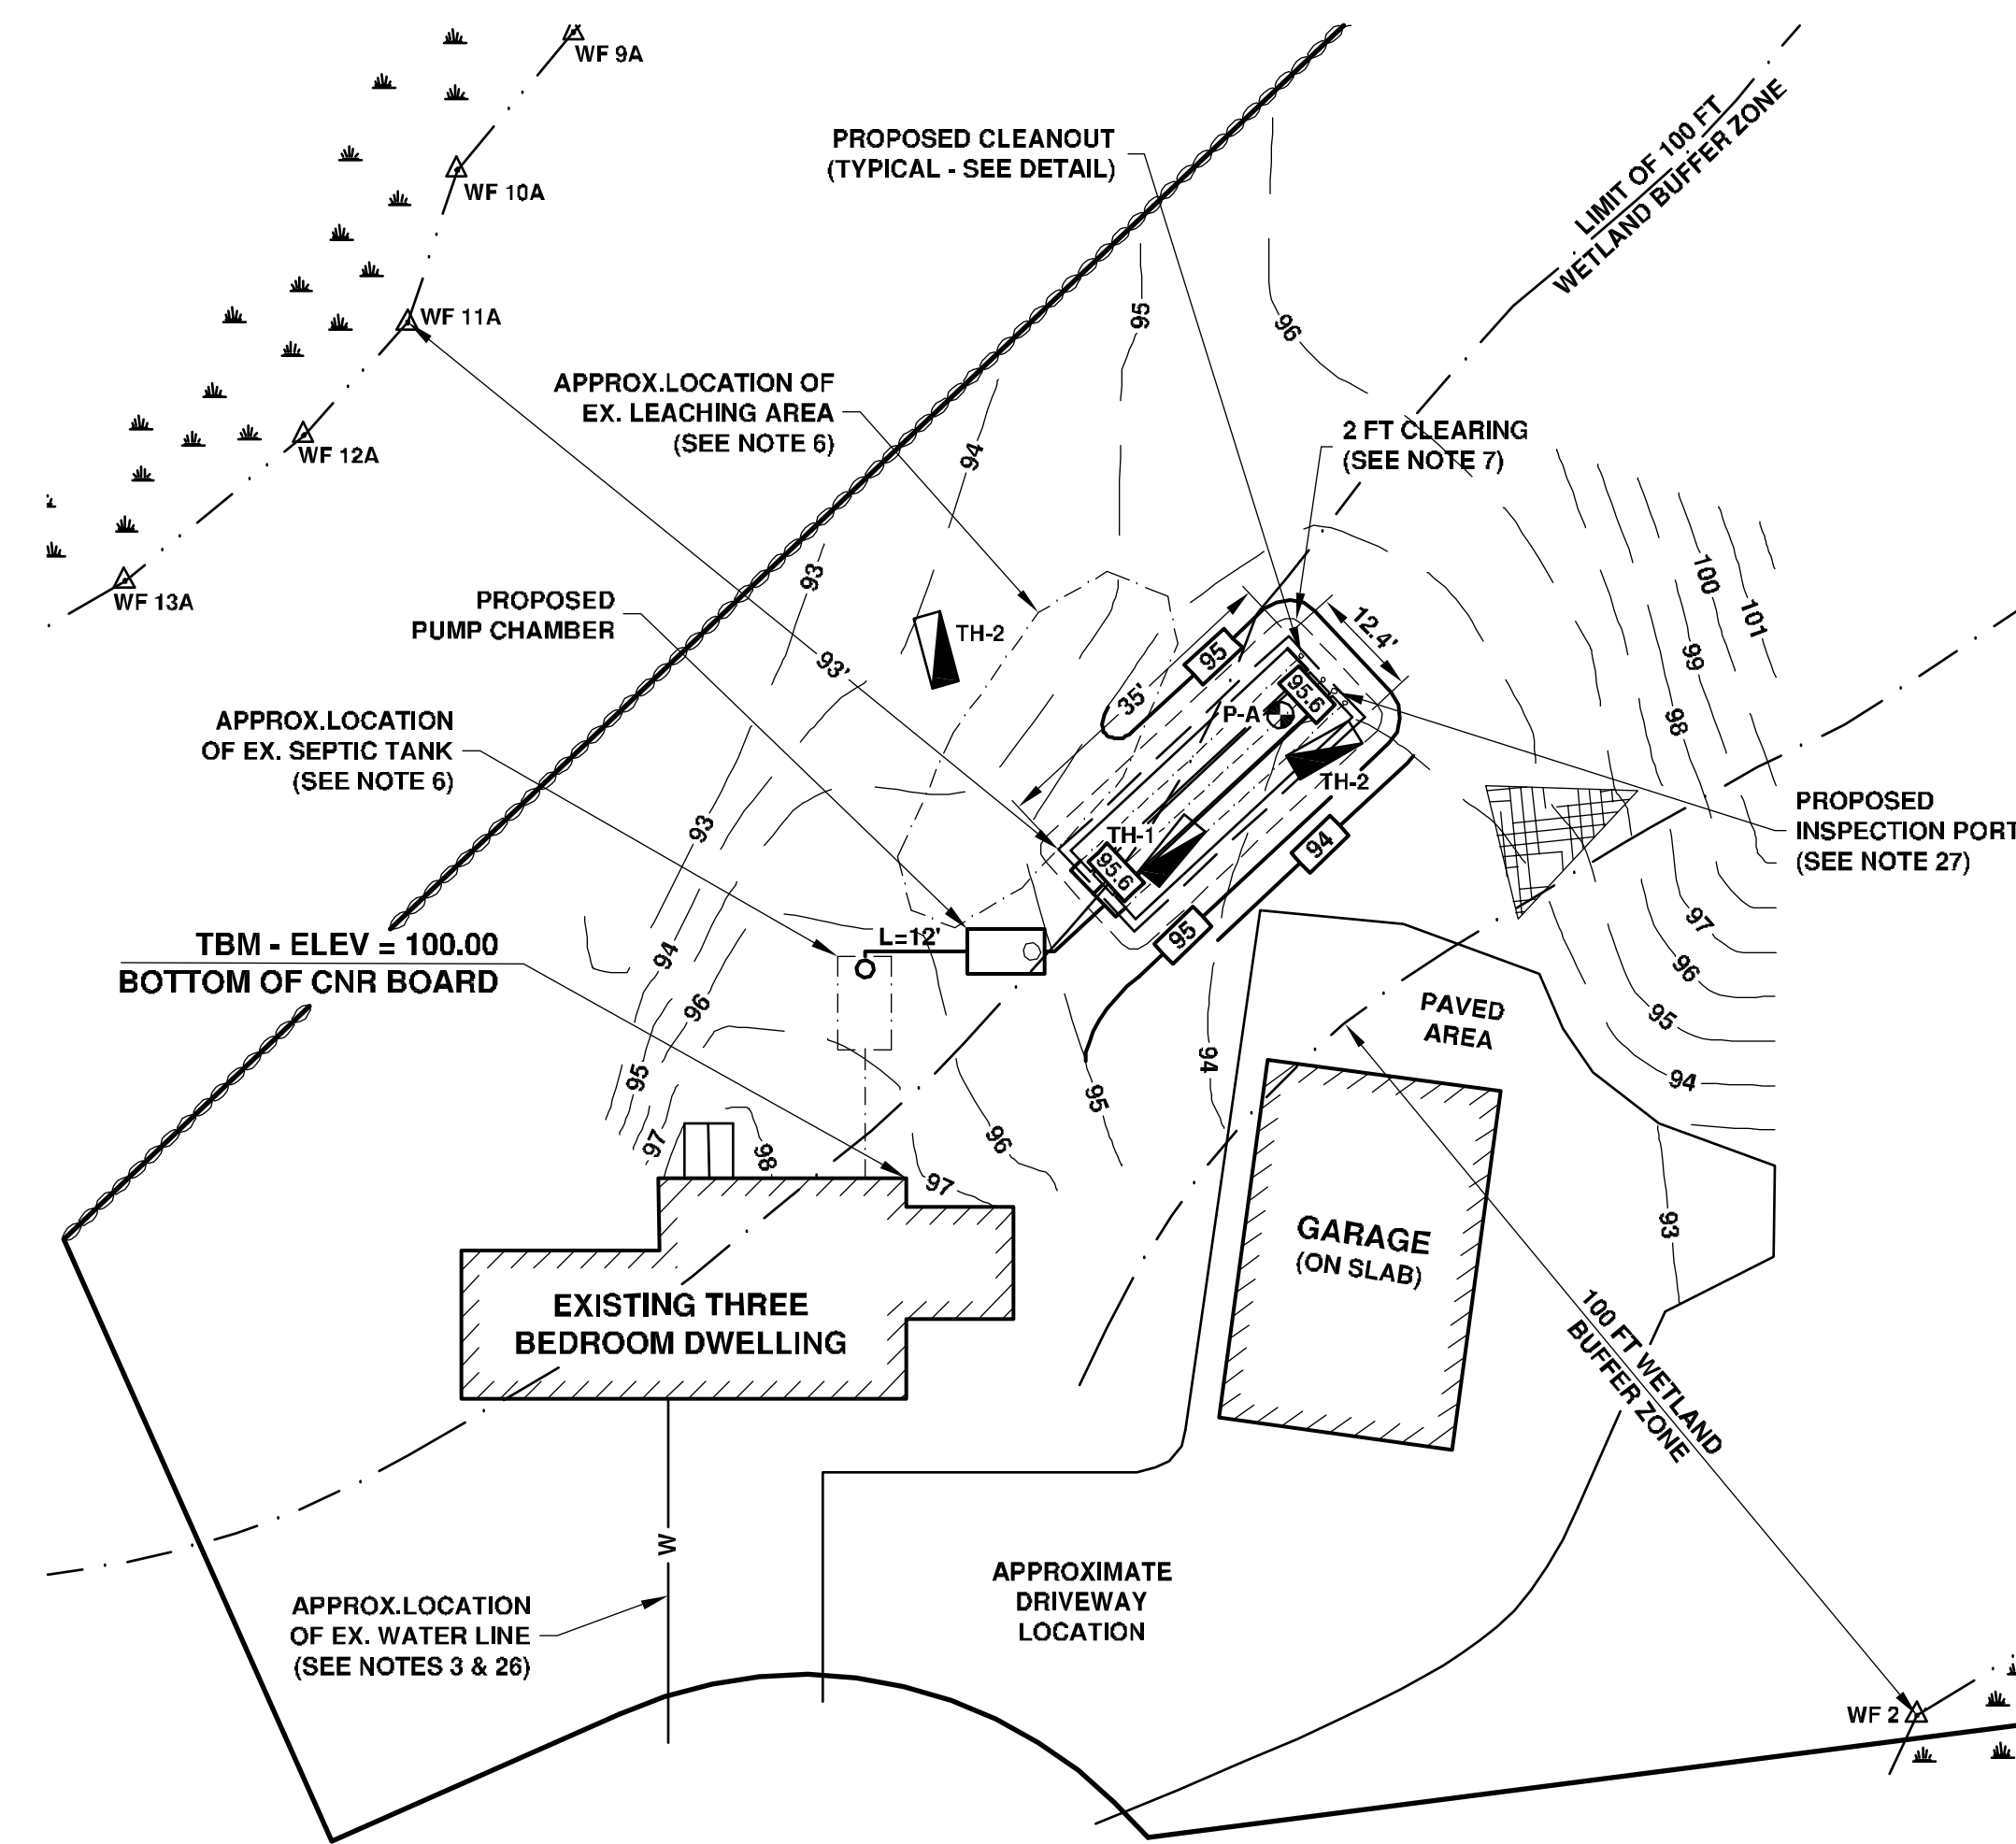 WF 9A
WF 10A
WF 11A
WF 12A
WF 13A
PROPOSED CLEANOUT
(TYPICAL - SEE DETAIL)
LIMIT OF 100 FT
WETLAND BUFFER ZONE
95
96
APPROX.LOCATION OF
EX. LEACHING AREA
(SEE NOTE 6)
94
2 FT CLEARING
(SEE NOTE 7)
93
PROPOSED
PUMP CHAMBER
TH-2
93'
100
101
99
98
12.4'
95
35'
95.6
P-A
TH-2
APPROX.LOCATION
OF EX. SEPTIC TANK
(SEE NOTE 6)
93
TH-1
95.6
94
95
PROPOSED
INSPECTION PORT
(SEE NOTE 27)
97
96
95
94
TBM - ELEV = 100.00
BOTTOM OF CNR BOARD
L=12'
94
96
95
97
98
PAVED
AREA
94
95
96
97
93
GARAGE
(ON SLAB)
EXISTING THREE
BEDROOM DWELLING
100 FT WETLAND
BUFFER ZONE
W
APPROX.LOCATION
OF EX. WATER LINE
(SEE NOTES 3 & 26)
APPROXIMATE
DRIVEWAY
LOCATION
WF 2